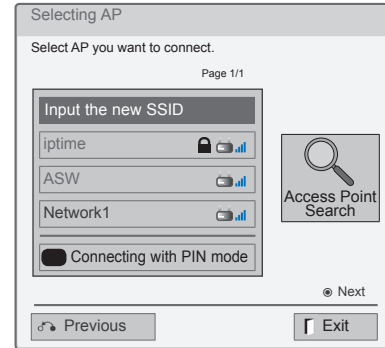 Selecting AP
Select AP you want to connect.
Page 1/1
Input the new SSID
iptime
ASW
Network1
Connecting with PIN mode
Access Point
Search
Next
Previous
Exit